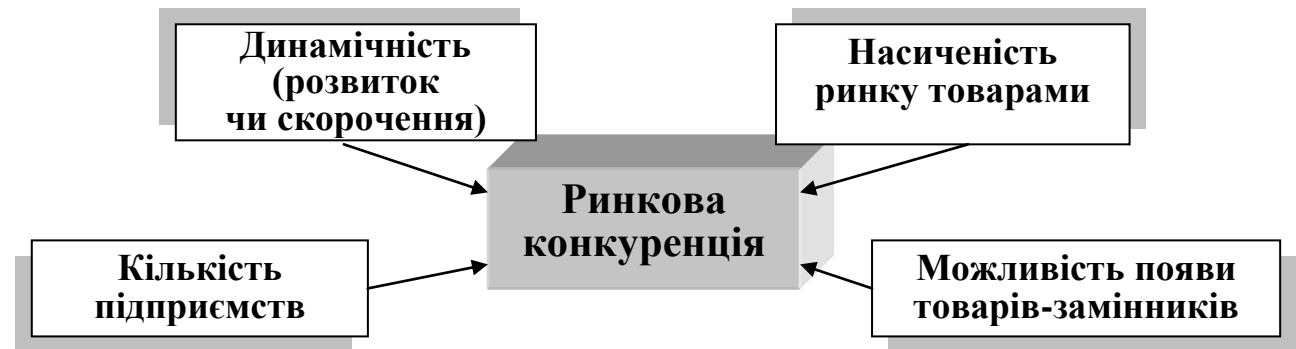 Динамічність
(розвиток
чи скорочення)
Насиченість
ринку товарами
Ринкова
конкуренція
Кількість
підприємств
Можливість появи
товарів-замінників